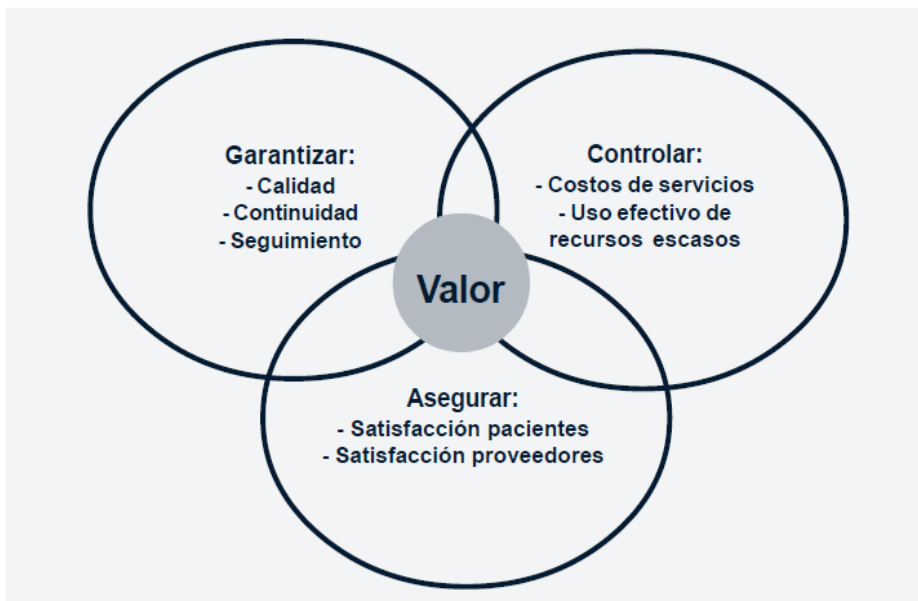 Garantizar:
- Calidad
- Continuidad
- Seguimiento
Controlar:
- Costos de servicios
- Uso efectivo de
recursos escasos
Valor
Asegurar:
- Satisfacción pacientes
- Satisfacción proveedores